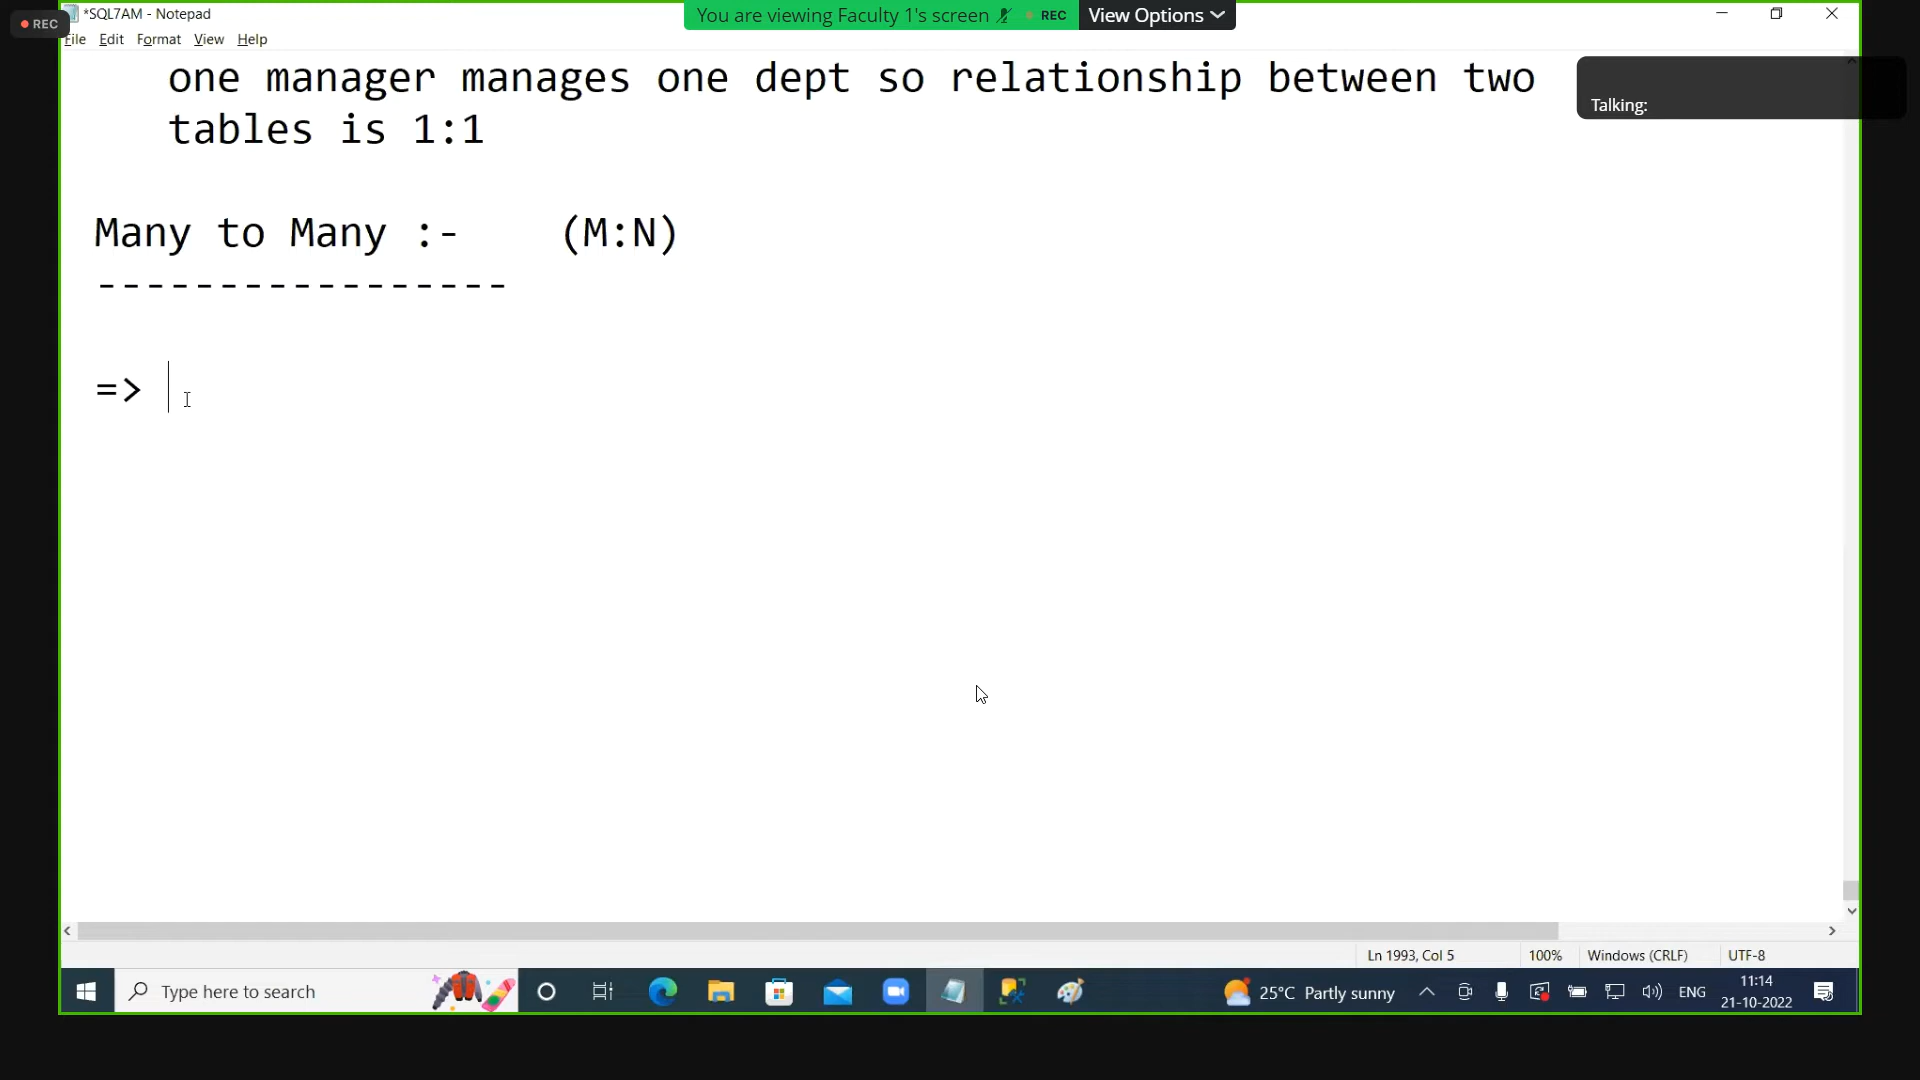 REC
*SQL7AM - Notepad
You are viewing Faculty 1's screen
REC
View Options
File Edit Format View Help
Talking:
one manager manages one dept so relationship between two
tables is 1:1
Many to Many :-    (M:N)
-----------------
=>
Ln 1993, Col 5
100%
Windows (CRLF)
UTF-8
Type here to search
25°C Partly sunny
ENG
11:14
21-10-2022